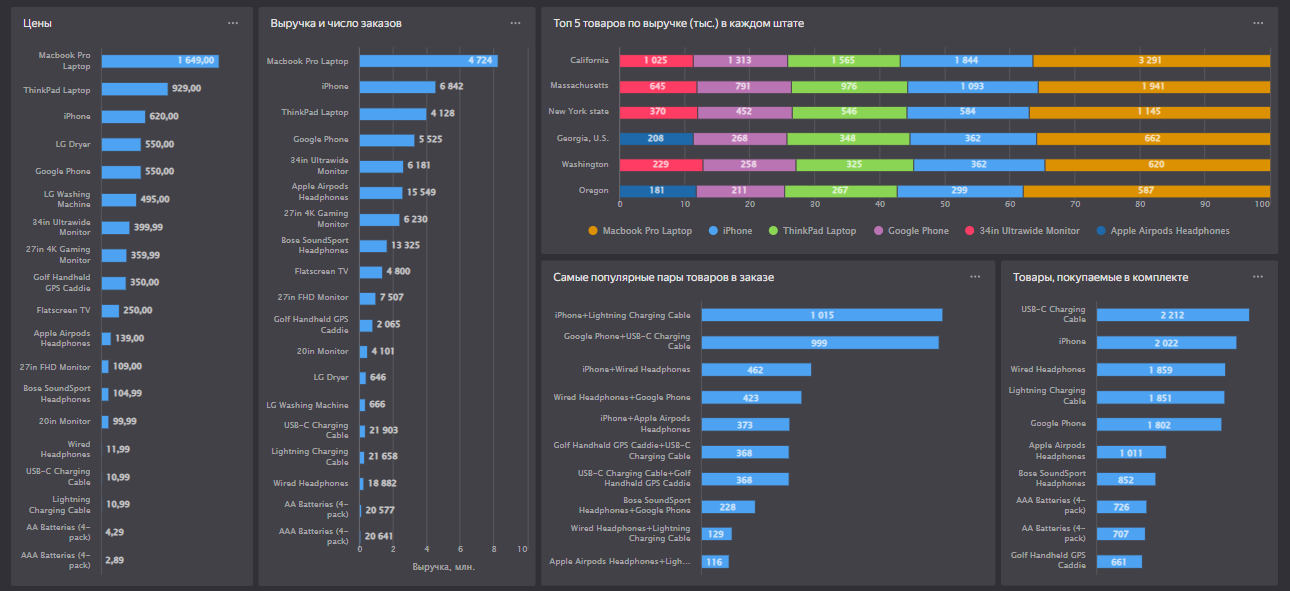 Цены
Macbook Pro
Laptop
1 649,00
ThinkPad Laptop
929,00
iPhone
620,00
LG Dryer
550,00
Google Phone
550,00
LG Washing
Machine
495,00
34in Ultrawide
Monitor
399,99
27in 4K Gaming
Monitor
359,99
Golf Handheld
GPS Caddie
350,00
Flatscreen TV
250,00
Apple Airpods
Headphones
139,00
27in FHD Monitor
109,00
Bose SoundSport
Headphones
104,99
20in Monitor
99,99
Wired
Headphones
11,99
USB-C Charging
Cable
10,99
Lightning
Charging Cable
10,99
AA Batteries (4-
pack)
4,29
AAA Batteries (4-
pack)
2,89
Выручка и число заказов
Macbook Pro Laptop
4 724
iPhone
6 842
ThinkPad Laptop
4 128
Google Phone
5 525
34in Ultrawide
Monitor
6 181
Apple Airpods
Headphones
15 549
27in 4K Gaming
Monitor
6 230
Bose SoundSport
Headphones
13 325
Flatscreen TV
4 800
27in FHD Monitor
7 507
Golf Handheld GPS
Caddie
2 065
20in Monitor
4 101
LG Dryer
646
LG Washing Machine
666
USB-C Charging
Cable
21 903
Lightning Charging
Cable
21 658
Wired Headphones
18 882
AA Batteries (4-
pack)
20 577
AAA Batteries (4-
pack)
20 641
0 2 4 6 8 10
Выручка, млн.
Топ 5 товаров по выручке (тыс.) в каждом штате
California 1 025 1 313 1 565 1 844 3 291
Massachusetts 645 791 976 1 093 1 941
New York state 370 452 546 584 1 145
Georgia, U.S. 208 268 348 362 662
Washington 229 258 325 362 620
Oregon 181 211 267 299 587
0 10 20 30 40 50 60 70 80 90 100
Macbook Pro Laptop iPhone ThinkPad Laptop Google Phone 34in Ultrawide Monitor Apple Airpods Headphones
Самые популярные пары товаров в заказе
iPhone+Lightning Charging Cable
1 015
Google Phone+USB-C Charging
Cable
999
iPhone+Wired Headphones
462
Wired Headphones+Google Phone
423
iPhone+Apple Airpods
Headphones
373
Golf Handheld GPS Caddie+USB-C
Charging Cable
368
USB-C Charging Cable+Golf
Handheld GPS Caddie
368
Bose SoundSport
Headphones+Google Phone
228
Wired Headphones+Lightning
Charging Cable
129
Apple Airpods Headphones+Ligh...
116
Товары, покупаемые в комплекте
USB-C Charging
Cable
2 212
iPhone
2 022
Wired Headphones
1 859
Lightning Charging
Cable
1 851
Google Phone
1 802
Apple Airpods
Headphones
1 011
Bose SoundSport
Headphones
852
AAA Batteries (4-
pack)
726
AA Batteries (4-
pack)
707
Golf Handheld GPS
Caddie
661